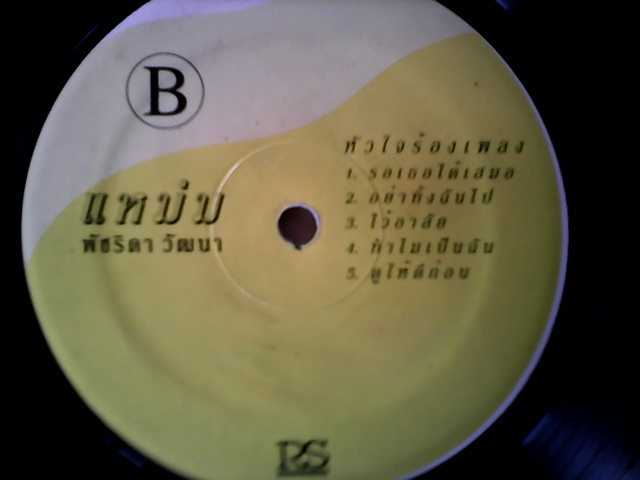 B
แหม่ม
พัชริดา วัฒนา
หัวใจร้องเพลง
1. รอเธอได้เสมอ
2. อย่าทิ้งฉันไป
3. ไว้อาลัย
4. ทำไมเป็นฉัน
5. ดูให้ดีก่อน
RS